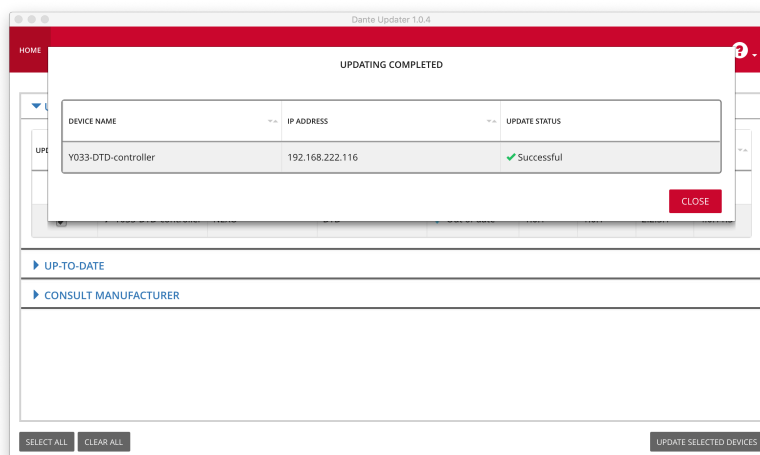 Dante Updater 1.0.4
HOME
UPDATING COMPLETED
DEVICE NAME IP ADDRESS UPDATE STATUS
Y033-DTD-controller 192.168.222.116 Successful
CLOSE
UP-TO-DATE
CONSULT MANUFACTURER
SELECT ALL CLEAR ALL UPDATE SELECTED DEVICES